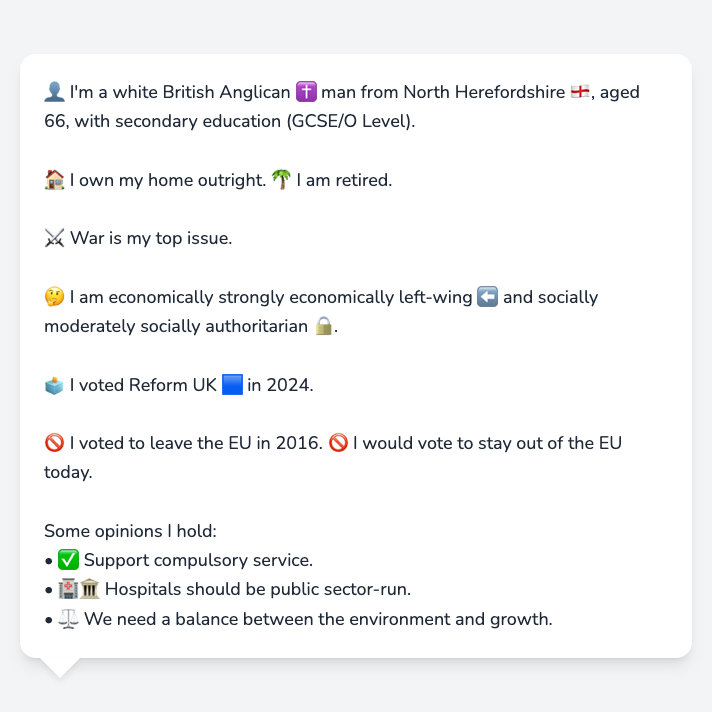 👤 I'm a white British Anglican ✝️ man from North Herefordshire 🏴󠁧󠁢󠁥󠁮󠁧󠁿, aged
66, with secondary education (GCSE/O Level).
🏠 I own my home outright. 🌴 I am retired.
⚔️ War is my top issue.
🤔 I am economically strongly economically left-wing ⬅️ and socially
moderately socially authoritarian 🔒.
🗳️ I voted Reform UK 🟦 in 2024.
🚫 I voted to leave the EU in 2016. 🚫 I would vote to stay out of the EU
today.
Some opinions I hold:
• ✅ Support compulsory service.
• 🏥🏛️ Hospitals should be public sector-run.
• ⚖️ We need a balance between the environment and growth.